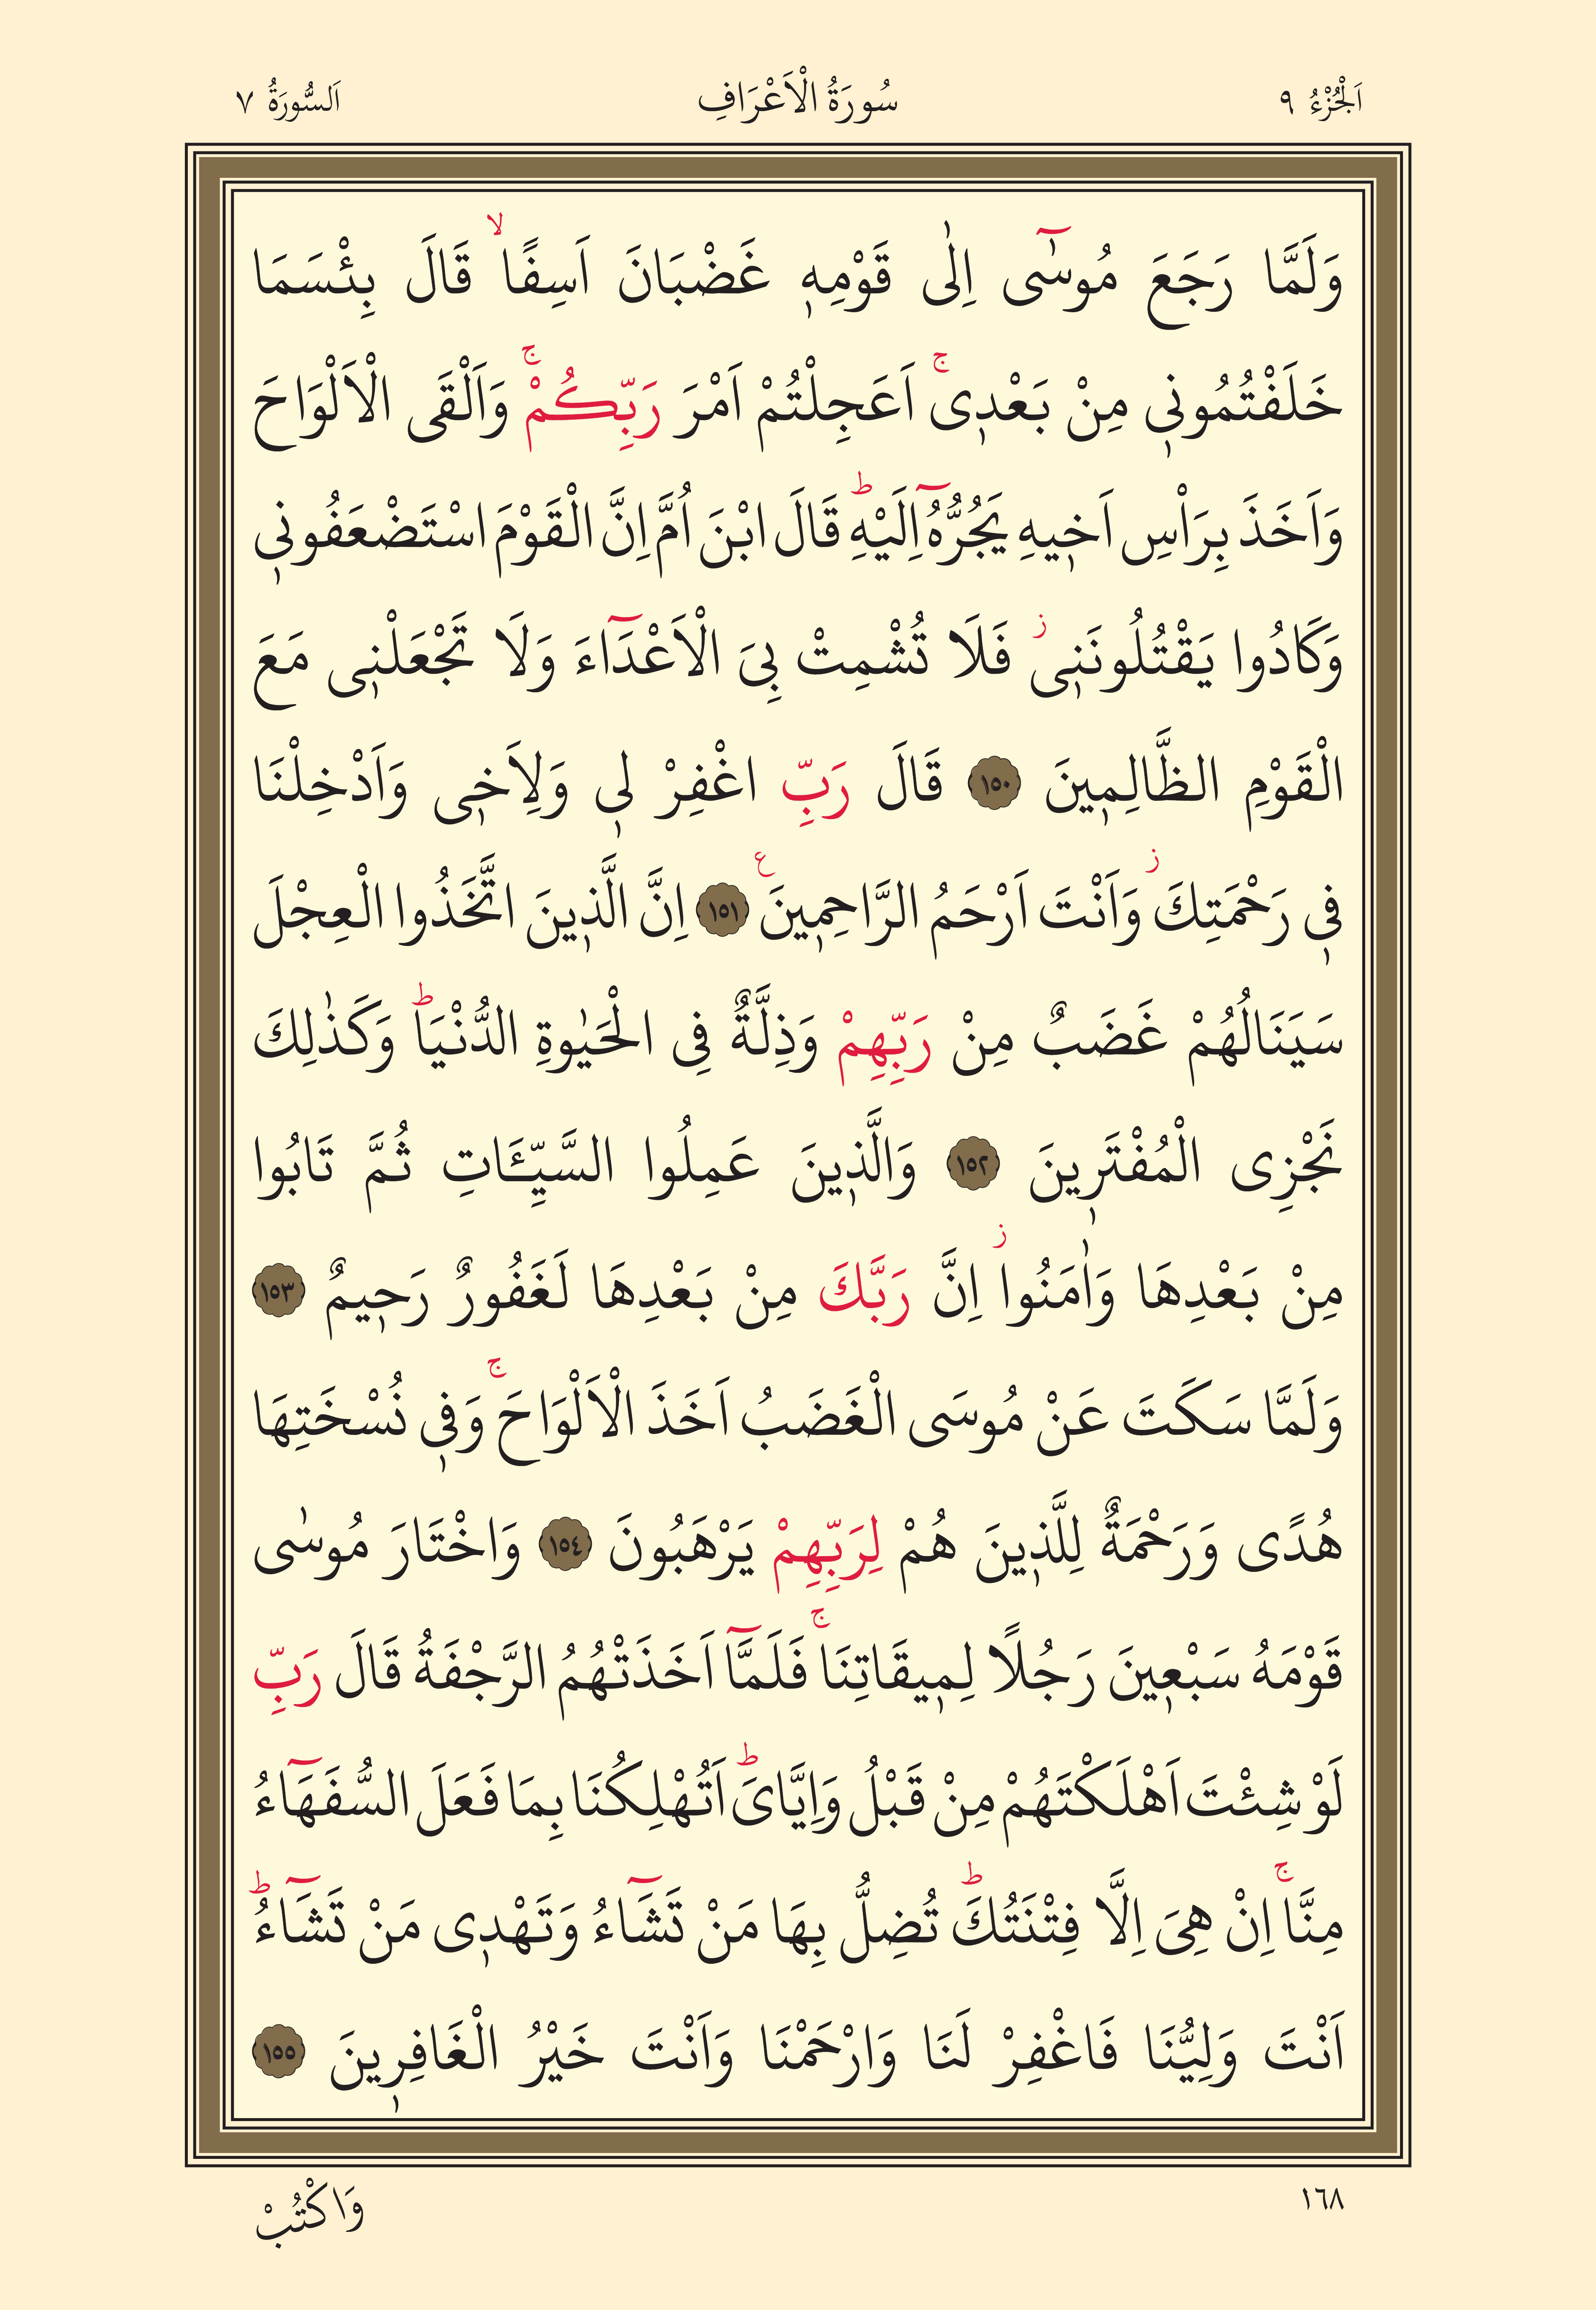 اَلْجُزْءُ ٩ سُورَةُ الْاَعْرَافِ اَلسُّورَةُ ٧
وَلَمَّا رَجَعَ مُوسٰٓى اِلٰى قَوْمِهٖ غَضْبَانَ اَسِفًاۙ قَالَ بِئْسَمَا
خَلَفْتُمُونٖى مِنْ بَعْدٖىۚ اَعَجِلْتُمْ اَمْرَ رَبِّكُمْۚ وَاَلْقَى الْاَلْوَاحَ
وَاَخَذَ بِرَاْسِ اَخٖيهِ يَجُرُّهُٓ اِلَيْهِؕ قَالَ ابْنَ اُمَّ اِنَّ الْقَوْمَ اسْتَضْعَفُونٖى
وَكَادُوا يَقْتُلُونَنٖىؗ فَلَا تُشْمِتْ بِىَ الْاَعْدَٓاءَ وَلَا تَجْعَلْنٖى مَعَ
الْقَوْمِ الظَّالِمٖينَ ﴿١٥٠﴾ قَالَ رَبِّ اغْفِرْ لٖى وَلِاَخٖى وَاَدْخِلْنَا
فٖى رَحْمَتِكَؗ وَاَنْتَ اَرْحَمُ الرَّاحِمٖينَ ع ﴿١٥١﴾ اِنَّ الَّذٖينَ اتَّخَذُوا الْعِجْلَ
سَيَنَالُهُمْ غَضَبٌ مِنْ رَبِّهِمْ وَذِلَّةٌ فِى الْحَيٰوةِ الدُّنْيَاؕ وَكَذٰلِكَ
نَجْزِى الْمُفْتَرٖينَ ﴿١٥٢﴾ وَالَّذٖينَ عَمِلُوا السَّيِّـَٔاتِ ثُمَّ تَابُوا
مِنْ بَعْدِهَا وَاٰمَنُواؗ اِنَّ رَبَّكَ مِنْ بَعْدِهَا لَغَفُورٌ رَحٖيمٌ ﴿١٥٣﴾
وَلَمَّا سَكَتَ عَنْ مُوسَى الْغَضَبُ اَخَذَ الْاَلْوَاحَۚ وَفٖى نُسْخَتِهَا
هُدًى وَرَحْمَةٌ لِلَّذٖينَ هُمْ لِرَبِّهِمْ يَرْهَبُونَ ﴿١٥٤﴾ وَاخْتَارَ مُوسٰى
قَوْمَهُ سَبْعٖينَ رَجُلًا لِمٖيقَاتِنَاۚ فَلَمَّٓا اَخَذَتْهُمُ الرَّجْفَةُ قَالَ رَبِّ
لَوْ شِئْتَ اَهْلَكْتَهُمْ مِنْ قَبْلُ وَاِيَّاىَؕ اَتُهْلِكُنَا بِمَا فَعَلَ السُّفَهَٓاءُ
مِنَّاۚ اِنْ هِىَ اِلَّا فِتْنَتُكَؕ تُضِلُّ بِهَا مَنْ تَشَٓاءُ وَتَهْدٖى مَنْ تَشَٓاءُؕ
اَنْتَ وَلِيُّنَا فَاغْفِرْ لَنَا وَارْحَمْنَا وَاَنْتَ خَيْرُ الْغَافِرٖينَ ﴿١٥٥﴾
١٦٨ وَاكْتُبْ